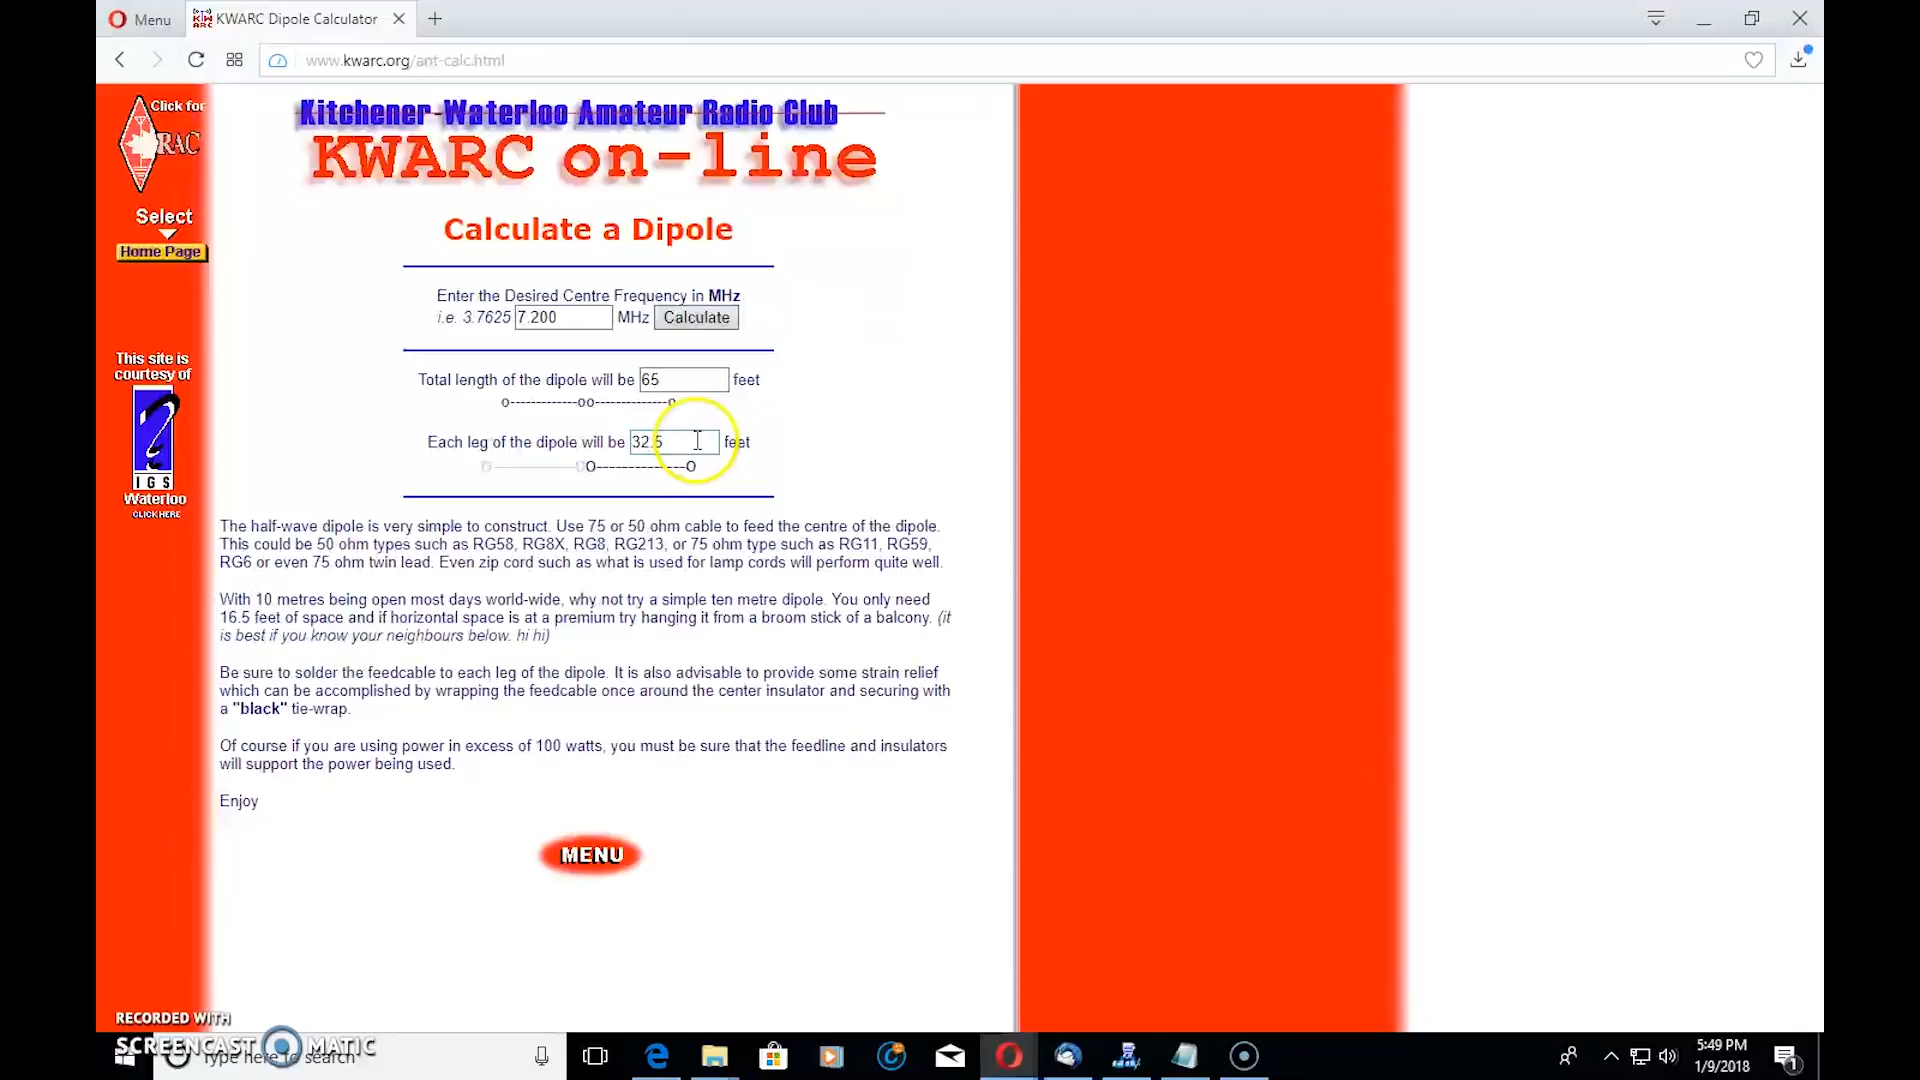 Menu
KWARC Dipole Calculator
www.kwarc.org/ant-calc.html
Click for
RAC
Select
Home Page
This site is
courtesy of
IGS
Waterloo
CLICK HERE
Kitchener-Waterloo Amateur Radio Club
KWARC on-line
Calculate a Dipole
Enter the Desired Centre Frequency in MHz
i.e. 3.7625 7.200 MHz Calculate
Total length of the dipole will be 65 feet
o------------oo-------------o
Each leg of the dipole will be 32.5 feet
o------------oo--------------o
The half-wave dipole is very simple to construct. Use 75 or 50 ohm cable to feed the centre of the dipole.
This could be 50 ohm types such as RG58, RG8X, RG8, RG213, or 75 ohm type such as RG11, RG59,
RG6 or even 75 ohm twin lead. Even zip cord such as what is used for lamp cords will perform quite well.
With 10 metres being open most days world-wide, why not try a simple ten metre dipole. You only need
16.5 feet of space and if horizontal space is at a premium try hanging it from a broom stick of a balcony. (it
is best if you know your neighbours below. hi hi)
Be sure to solder the feedcable to each leg of the dipole. It is also advisable to provide some strain relief
which can be accomplished by wrapping the feedcable once around the center insulator and securing with
a "black" tie-wrap.
Of course if you are using power in excess of 100 watts, you must be sure that the feedline and insulators
will support the power being used.
Enjoy
MENU
RECORDED WITH
SCREENCAST MATIC
Type here to search
5:49 PM
1/9/2018
1